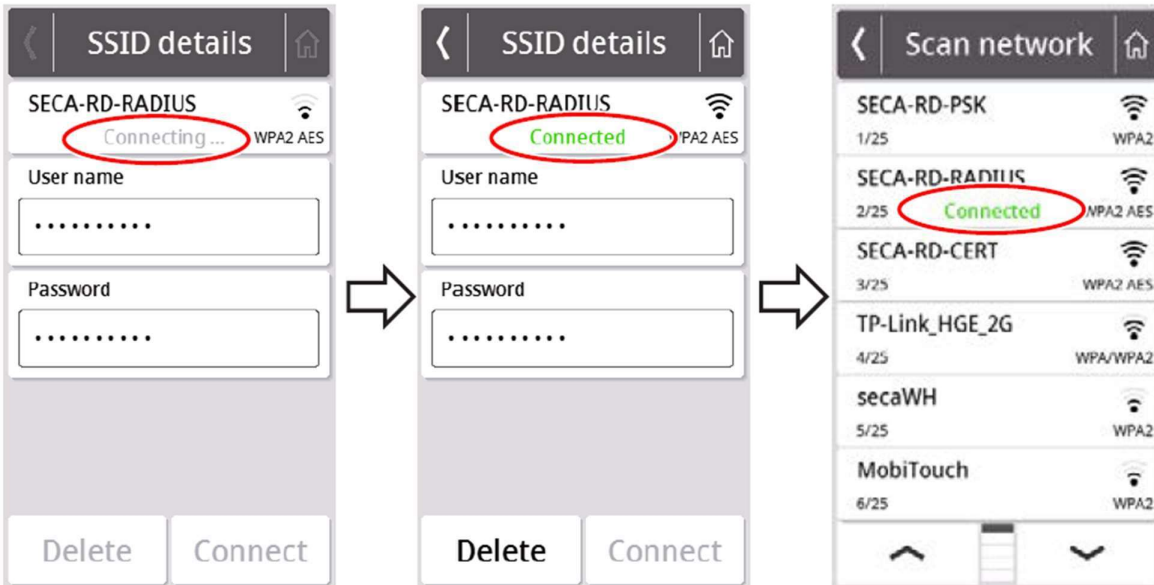 SSID details
SECA-RD-RADIUS
Connecting ... WPA2 AES
User name
••••••••••
Password
••••••••••
Delete Connect
SSID details
SECA-RD-RADIUS
Connected WPA2 AES
User name
••••••••••
Password
••••••••••
Delete Connect
Scan network
SECA-RD-PSK
1/25 WPA2
SECA-RD-RADIUS
2/25 Connected WPA2 AES
SECA-RD-CERT
3/25 WPA2 AES
TP-Link_HGE_2G
4/25 WPA/WPA2
secaWH
5/25 WPA2
MobiTouch
6/25 WPA2